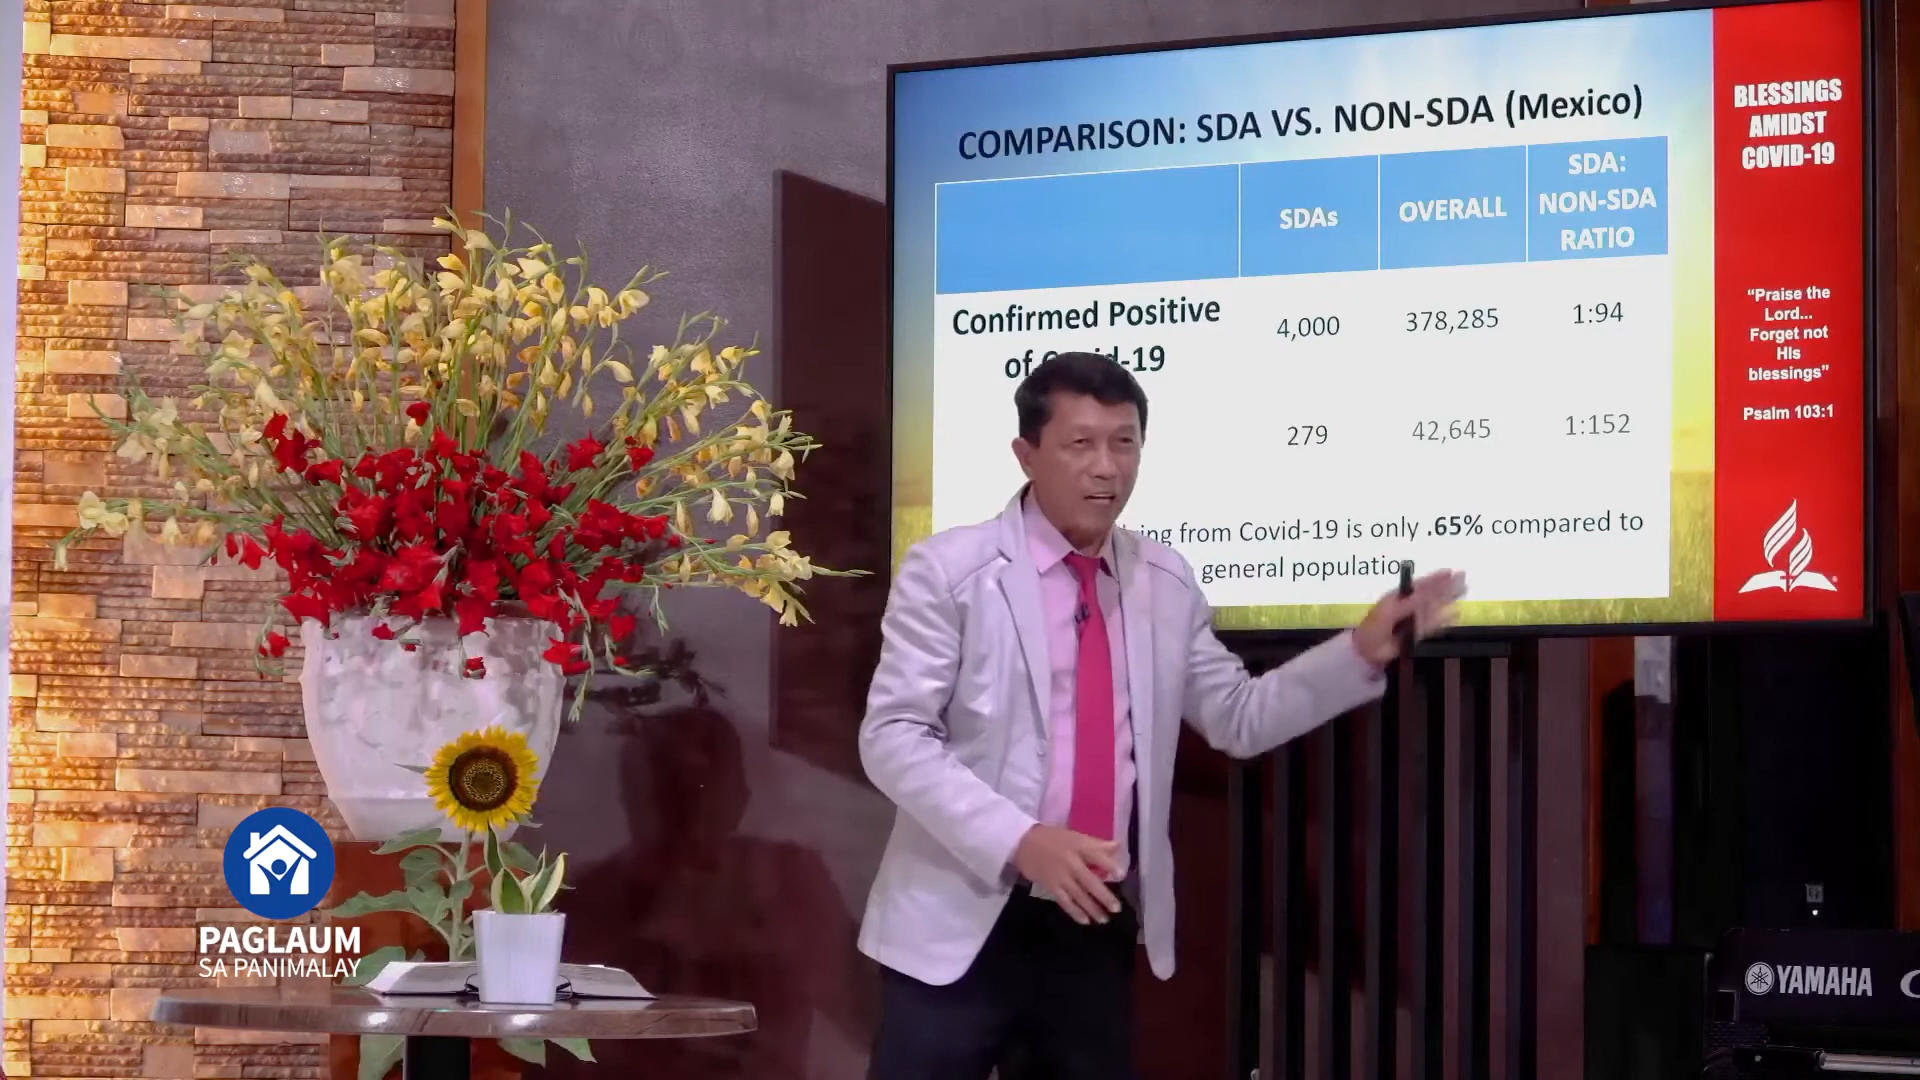 COMPARISON: SDA VS. NON-SDA (Mexico)
SDAs
OVERALL
SDA:
NON-SDA
RATIO
Confirmed Positive
of Covid-19
4,000
378,285
1:94
279
42,645
1:152
from Covid-19 is only .65% compared to
general population
BLESSINGS
AMIDST
COVID-19
“Praise the
Lord...
Forget not
HIs
blessings”
Psalm 103:1
PAGLAUM
SA PANIMALAY
YAMAHA